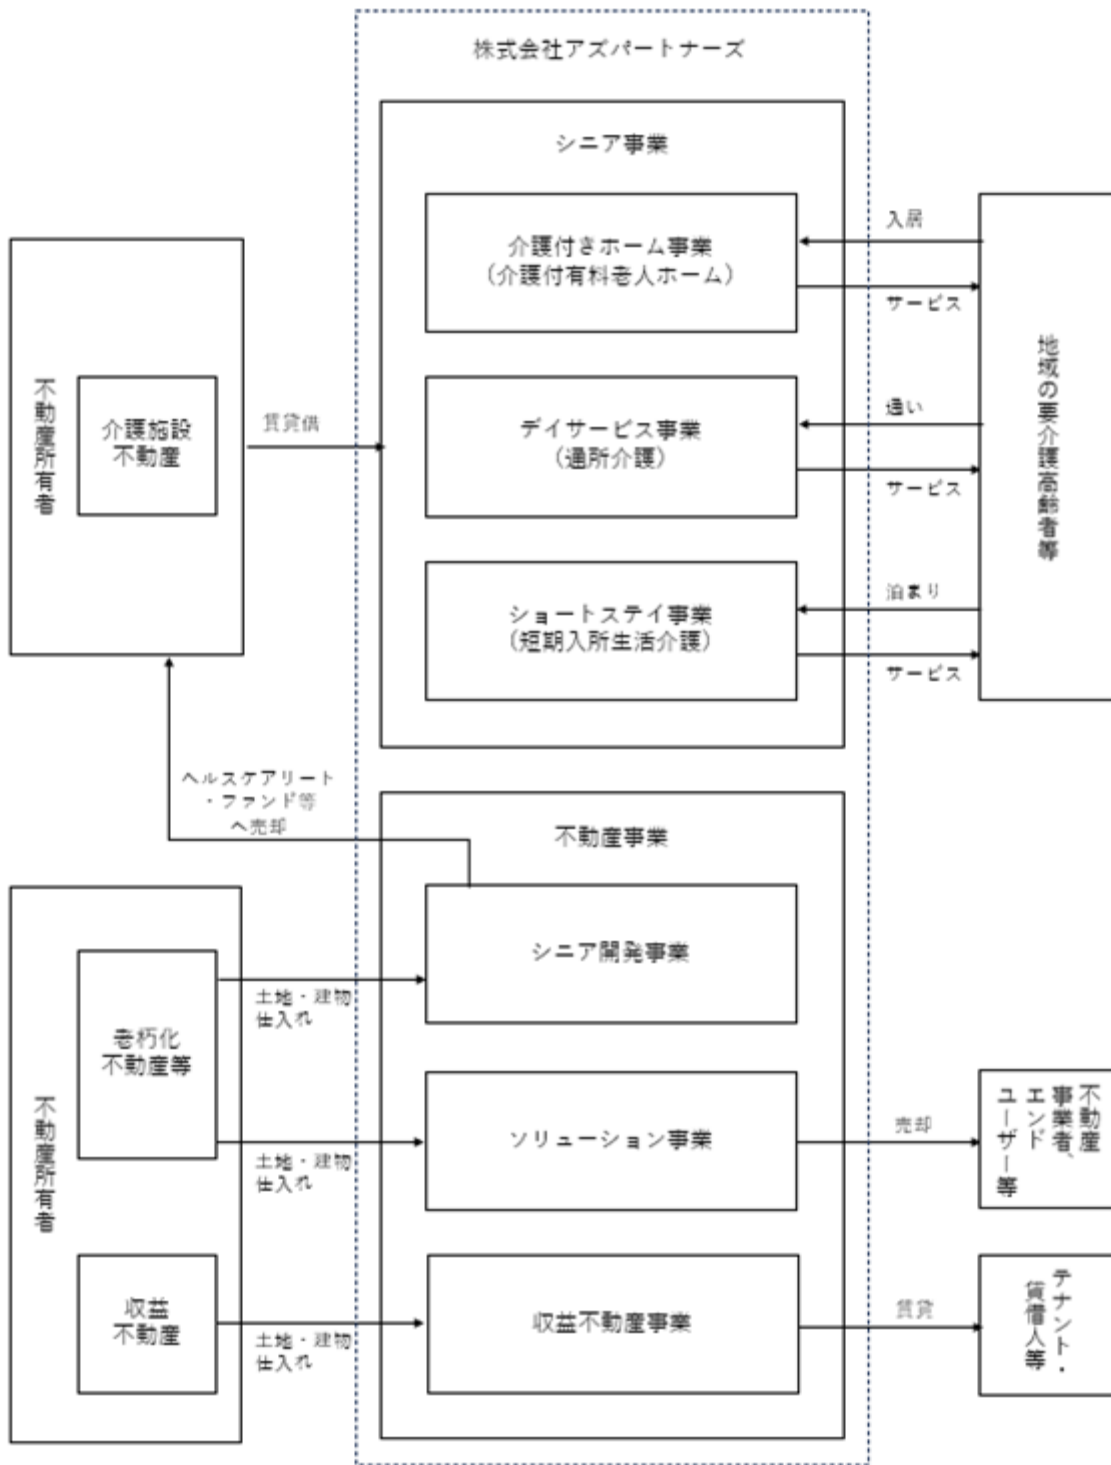 株式会社アズパートナーズ
シニア事業
介護付きホーム事業
(介護付有料老人ホーム)
入居
サービス
デイサービス事業
(通所介護)
通い
サービス
ショートステイ事業
(短期入所生活介護)
泊まり
サービス
地域の要介護高齢者等
不動産所有者
介護施設
不動産
賃貸供
ヘルスケアリート
・ファンド等
へ売却
不動産事業
シニア開発事業
ソリューション事業
収益不動産事業
不動産所有者
老朽化
不動産等
収益
不動産
土地・建物
仕入れ
土地・建物
仕入れ
土地・建物
仕入れ
売却
不動産
事業者、
エンド
ユーザー等
賃貸
テナント・
賃借人等